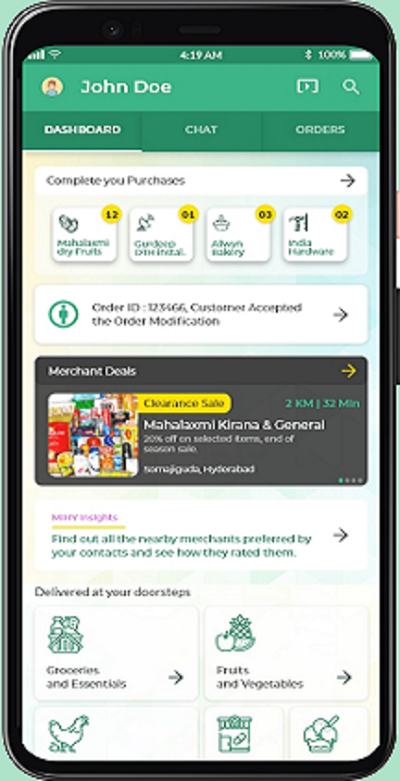 4:19 AM
100%
John Doe
DASHBOARD CHAT ORDERS
Complete you Purchases
12 01 03 02
Mahalaxmi Gurdeep Allwyn India
dry Fruits DTH Instal. Bakery Hardware
Order ID : 123466, Customer Accepted
the Order Modification
Merchant Deals
Clearance Sale 2 KM | 32 Min
Mahalaxmi Kirana & General
20% off on selected items, end of
season sale.
Somajiguda, Hyderabad
Insights
Find out all the nearby merchants preferred by
your contacts and see how they rated them.
Delivered at your doorsteps
Groceries Fruits
and Essentials and Vegetables